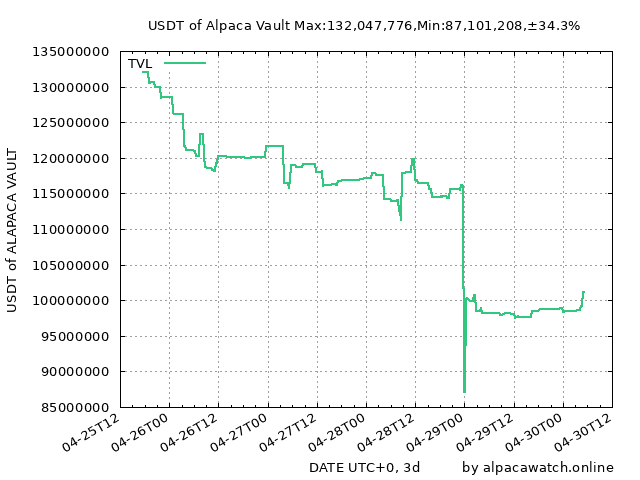 USDT of Alpaca Vault Max:132,047,776,Min:87,101,208,±34.3%
TVL
135000000
130000000
125000000
120000000
115000000
110000000
105000000
100000000
95000000
90000000
85000000
USDT of ALAPACA VAULT
04-25T12
04-26T00
04-26T12
04-27T00
04-27T12
04-28T00
04-28T12
04-29T00
04-29T12
04-30T00
04-30T12
DATE UTC+0, 3d
by alpacawatch.online